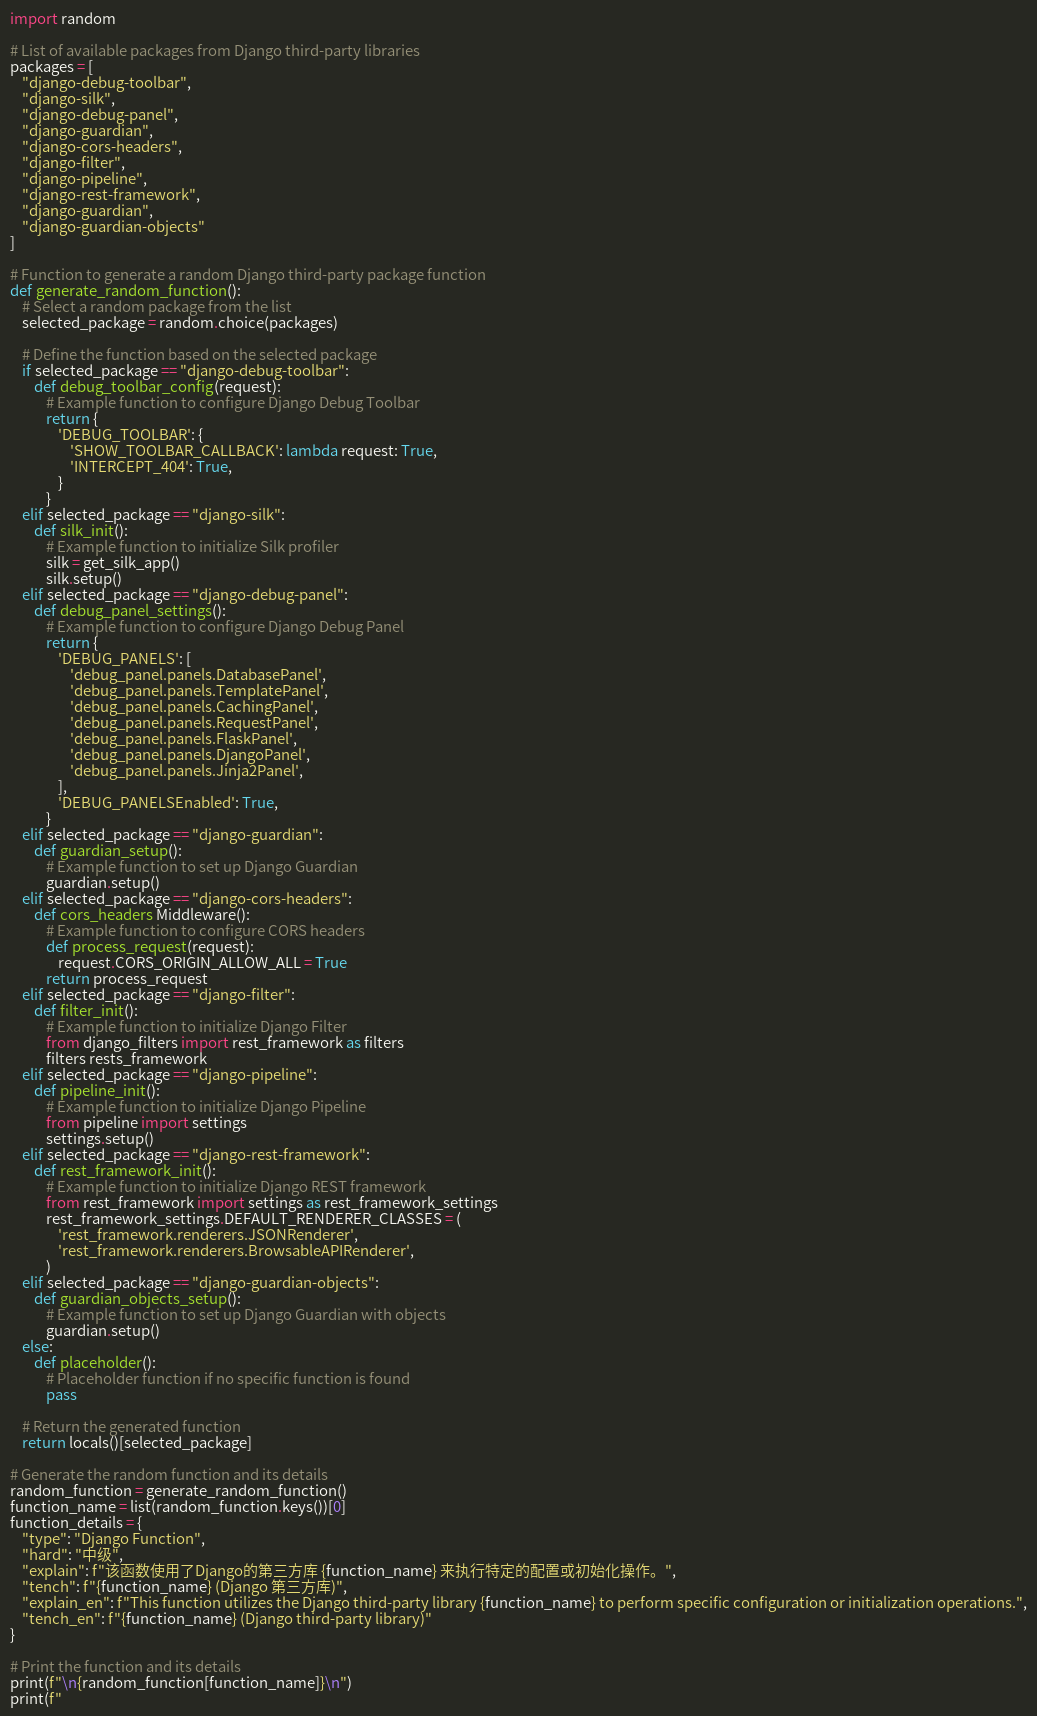 import random

# List of available packages from Django third-party libraries
packages = [
    "django-debug-toolbar",
    "django-silk",
    "django-debug-panel",
    "django-guardian",
    "django-cors-headers",
    "django-filter",
    "django-pipeline",
    "django-rest-framework",
    "django-guardian",
    "django-guardian-objects"
]

# Function to generate a random Django third-party package function
def generate_random_function():
    # Select a random package from the list
    selected_package = random.choice(packages)

    # Define the function based on the selected package
    if selected_package == "django-debug-toolbar":
        def debug_toolbar_config(request):
            # Example function to configure Django Debug Toolbar
            return {
                'DEBUG_TOOLBAR': {
                    'SHOW_TOOLBAR_CALLBACK': lambda request: True,
                    'INTERCEPT_404': True,
                }
            }
    elif selected_package == "django-silk":
        def silk_init():
            # Example function to initialize Silk profiler
            silk = get_silk_app()
            silk.setup()
    elif selected_package == "django-debug-panel":
        def debug_panel_settings():
            # Example function to configure Django Debug Panel
            return {
                'DEBUG_PANELS': [
                    'debug_panel.panels.DatabasePanel',
                    'debug_panel.panels.TemplatePanel',
                    'debug_panel.panels.CachingPanel',
                    'debug_panel.panels.RequestPanel',
                    'debug_panel.panels.FlaskPanel',
                    'debug_panel.panels.DjangoPanel',
                    'debug_panel.panels.Jinja2Panel',
                ],
                'DEBUG_PANELSEnabled': True,
            }
    elif selected_package == "django-guardian":
        def guardian_setup():
            # Example function to set up Django Guardian
            guardian.setup()
    elif selected_package == "django-cors-headers":
        def cors_headers Middleware():
            # Example function to configure CORS headers
            def process_request(request):
                request.CORS_ORIGIN_ALLOW_ALL = True
            return process_request
    elif selected_package == "django-filter":
        def filter_init():
            # Example function to initialize Django Filter
            from django_filters import rest_framework as filters
            filters rests_framework
    elif selected_package == "django-pipeline":
        def pipeline_init():
            # Example function to initialize Django Pipeline
            from pipeline import settings
            settings.setup()
    elif selected_package == "django-rest-framework":
        def rest_framework_init():
            # Example function to initialize Django REST framework
            from rest_framework import settings as rest_framework_settings
            rest_framework_settings.DEFAULT_RENDERER_CLASSES = (
                'rest_framework.renderers.JSONRenderer',
                'rest_framework.renderers.BrowsableAPIRenderer',
            )
    elif selected_package == "django-guardian-objects":
        def guardian_objects_setup():
            # Example function to set up Django Guardian with objects
            guardian.setup()
    else:
        def placeholder():
            # Placeholder function if no specific function is found
            pass

    # Return the generated function
    return locals()[selected_package]

# Generate the random function and its details
random_function = generate_random_function()
function_name = list(random_function.keys())[0]
function_details = {
    "type": "Django Function",
    "hard": "中级",
    "explain": f"该函数使用了Django的第三方库 {function_name} 来执行特定的配置或初始化操作。",
    "tench": f"{function_name} (Django 第三方库)",
    "explain_en": f"This function utilizes the Django third-party library {function_name} to perform specific configuration or initialization operations.",
    "tench_en": f"{function_name} (Django third-party library)"
}

# Print the function and its details
print(f"\n{random_function[function_name]}\n")
print(f"